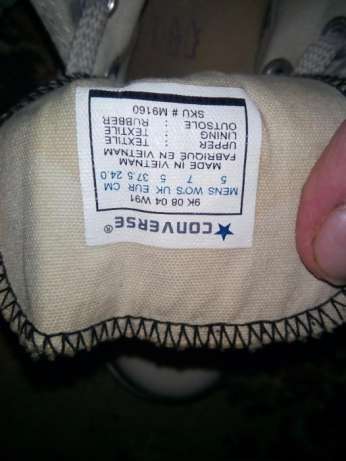 ★CONVERSE®
9K 08 04 W91
MENS WO'S UK EUR CM
5 7 5 37.5 24.0
MADE IN VIETNAM
FABRIQUÉ EN VIETNAM
UPPER : TEXTILE
LINING : TEXTILE
OUTSOLE : RUBBER
SKU # M9160